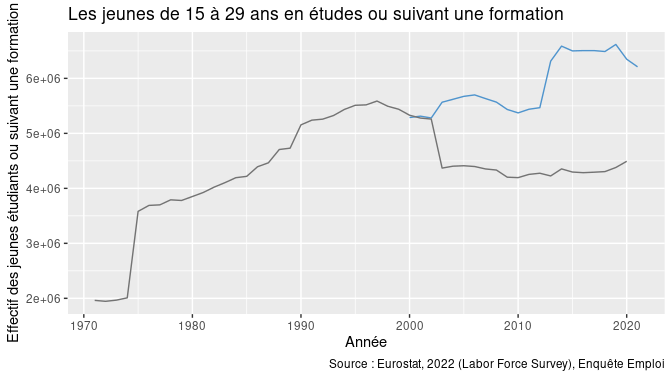 Les jeunes de 15 à 29 ans en études ou suivant une formation
Effectif des jeunes étudiants ou suivant une formation
6e+06
5e+06
4e+06
3e+06
2e+06
1970 1980 1990 2000 2010 2020
Année
Source : Eurostat, 2022 (Labor Force Survey), Enquête Emploi